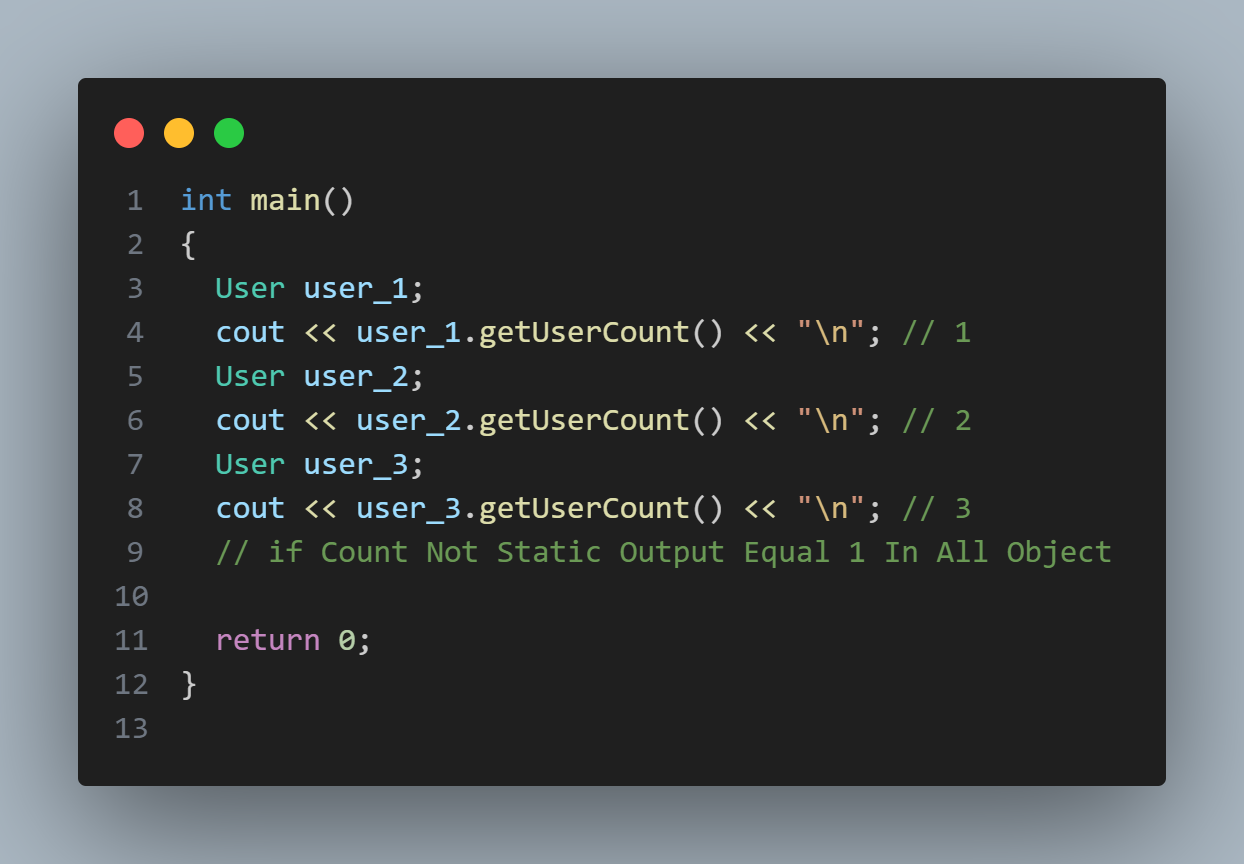 1 int main()
2 {
3   User user_1;
4   cout << user_1.getUserCount() << "\n"; // 1
5   User user_2;
6   cout << user_2.getUserCount() << "\n"; // 2
7   User user_3;
8   cout << user_3.getUserCount() << "\n"; // 3
9   // if Count Not Static Output Equal 1 In All Object
10
11   return 0;
12 }
13